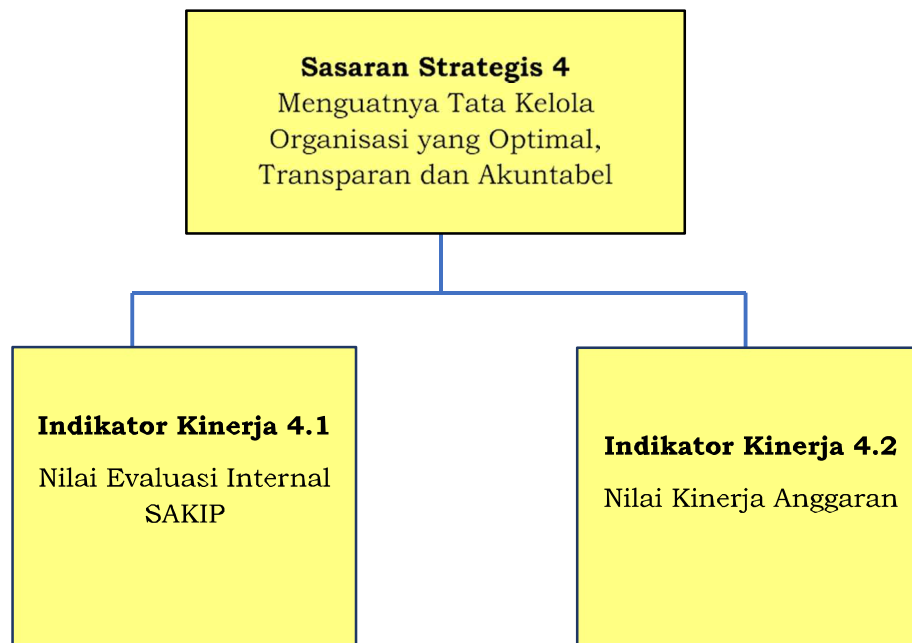 Sasaran Strategis 4
Menguatnya Tata Kelola
Organisasi yang Optimal,
Transparan dan Akuntabel
Indikator Kinerja 4.1
Nilai Evaluasi Internal
SAKIP
Indikator Kinerja 4.2
Nilai Kinerja Anggaran